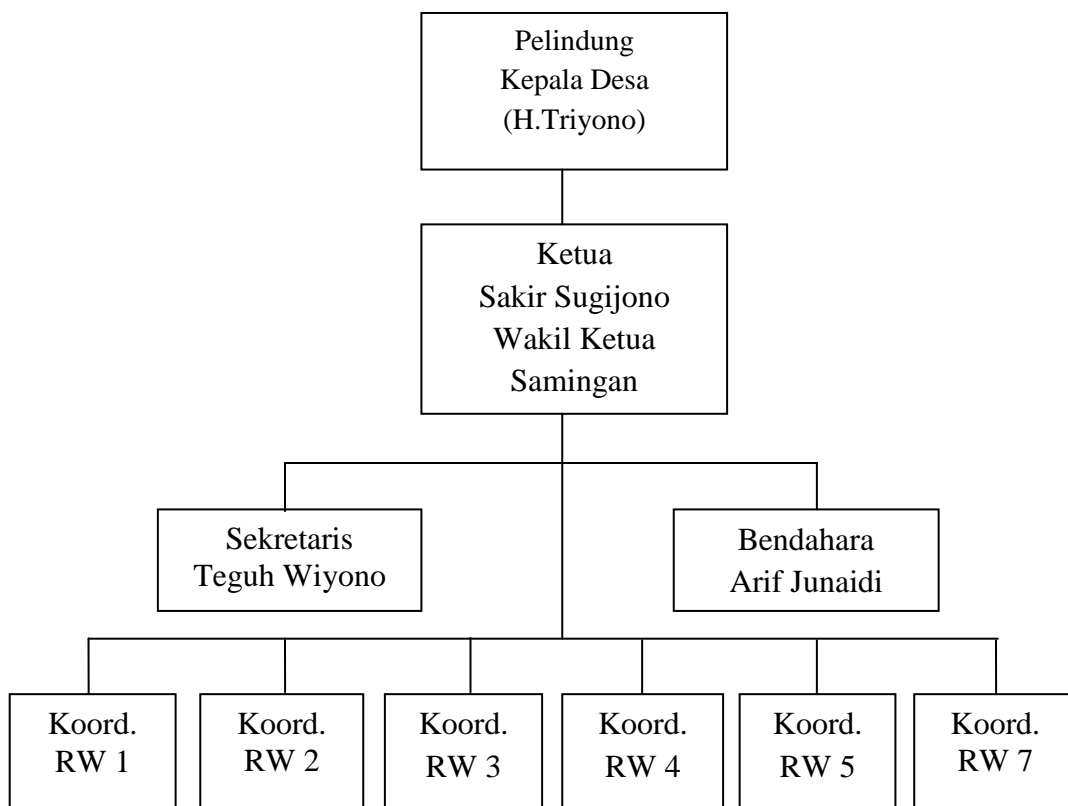 Pelindung
Kepala Desa
(H.Triyono)
Ketua
Sakir Sugijono
Wakil Ketua
Samingan
Sekretaris
Teguh Wiyono
Bendahara
Arif Junaidi
Koord.
RW 1
Koord.
RW 2
Koord.
RW 3
Koord.
RW 4
Koord.
RW 5
Koord.
RW 7